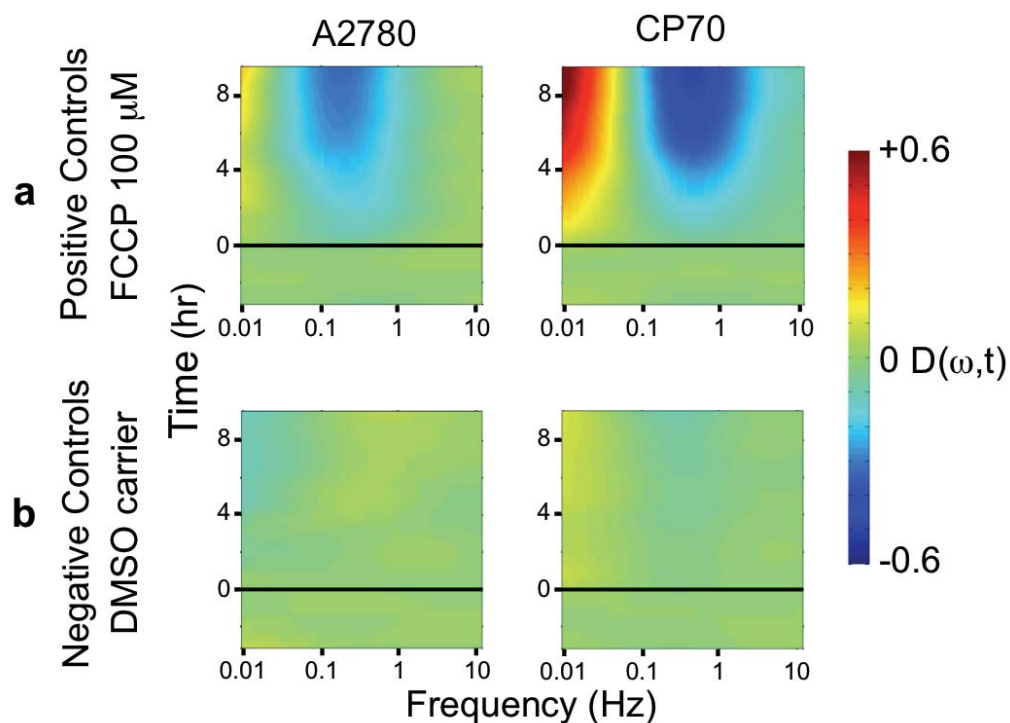 A2780
CP70
a
Positive Controls
FCCP 100 μM
8
4
0
0.01
0.1
1
10
0.01
0.1
1
10
8
4
0
+0.6
0 D(ω,t)
-0.6
Time (hr)
b
Negative Controls
DMSO carrier
8
4
0
0.01
0.1
1
10
8
4
0
0.01
0.1
1
10
Frequency (Hz)